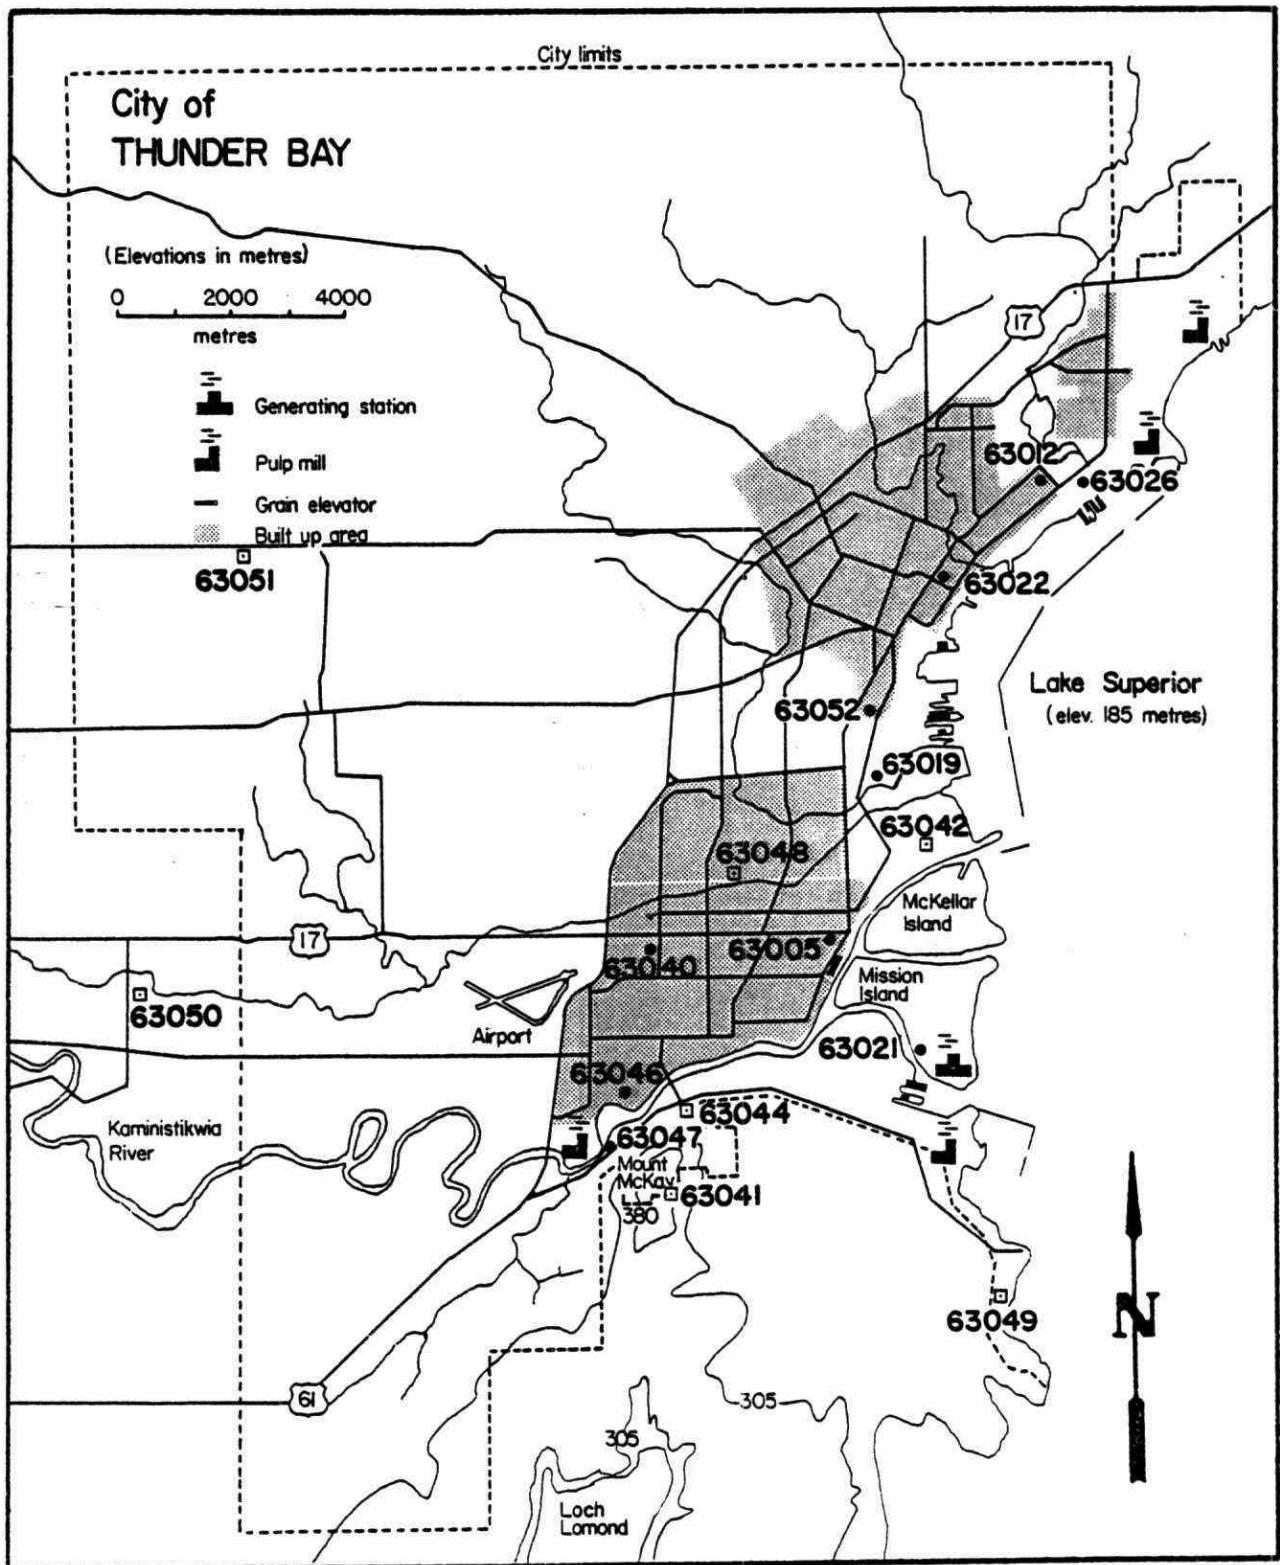 City limits
City of
THUNDER BAY
(Elevations in metres)
0 2000 4000
metres
Generating station
Pulp mill
Grain elevator
Built up area
17
63012
63026
63051
63022
Lake Superior
(elev. 185 metres)
63052
63019
63042
63048
McKellar
Island
17
63005
63040
Mission
Island
63050
Airport
63021
63046
63044
Kaministikwia
River
63047
Mount
McKay
63041
380
63049
N
61
305
305
Loch
Lomond